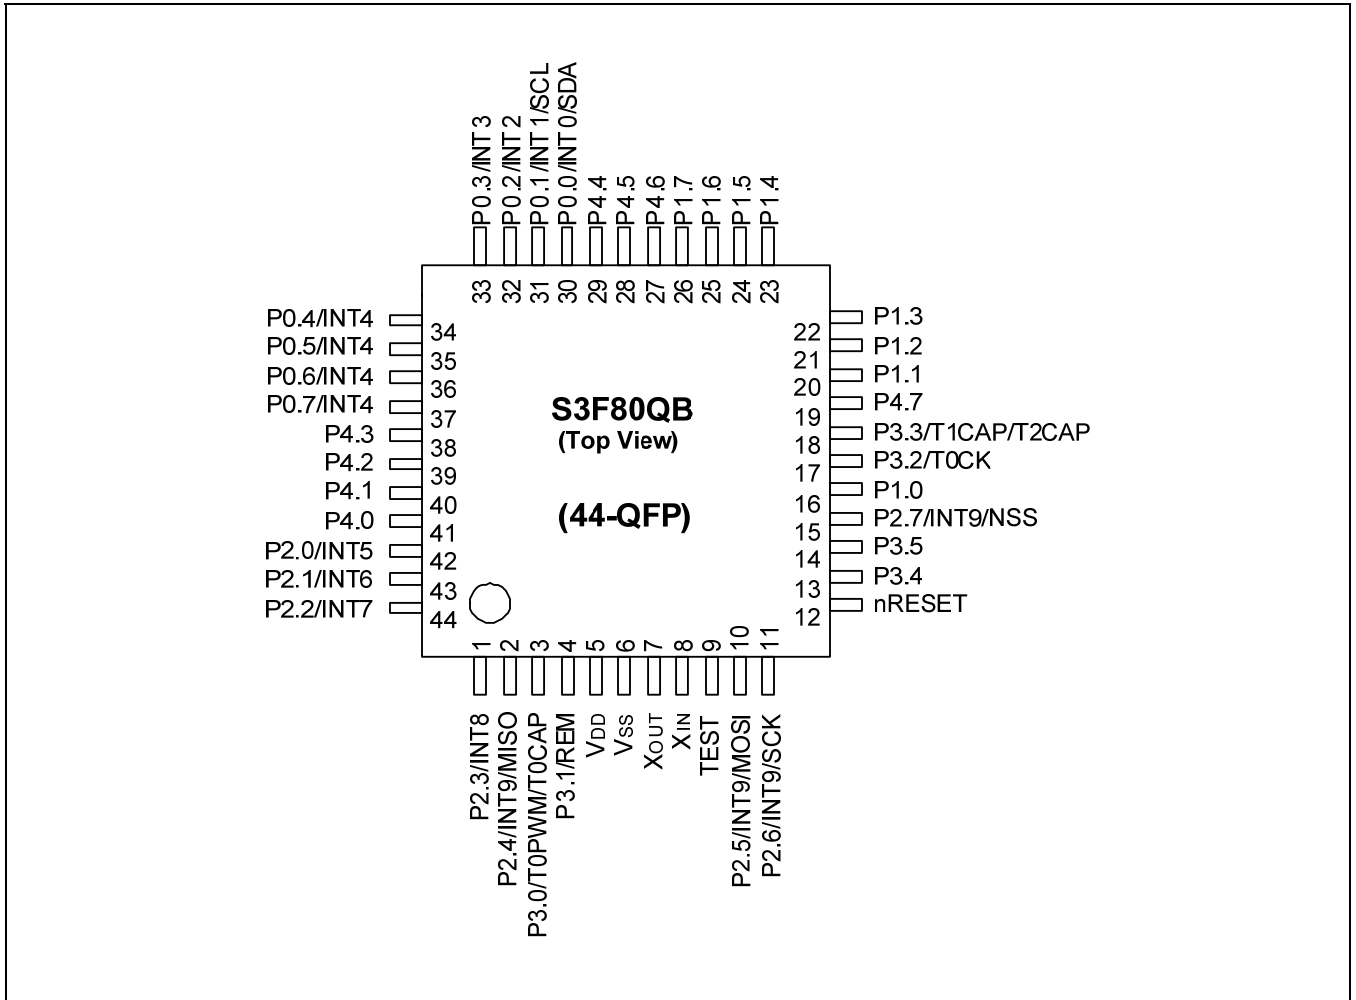 P0.3/INT3
P0.2/INT2
P0.1/INT1/SCL
P0.0/INT0/SDA
P4.4
P4.5
P4.6
P1.7
P1.6
P1.5
P1.4
33
32
31
30
29
28
27
26
25
24
23
P0.4/INT4
P0.5/INT4
P0.6/INT4
P0.7/INT4
P4.3
P4.2
P4.1
P4.0
P2.0/INT5
P2.1/INT6
P2.2/INT7
34
35
36
37
38
39
40
41
42
43
44
S3F80QB
(Top View)
(44-QFP)
22
21
20
19
18
17
16
15
14
13
12
P1.3
P1.2
P1.1
P4.7
P3.3/T1CAP/T2CAP
P3.2/T0CK
P1.0
P2.7/INT9/NSS
P3.5
P3.4
nRESET
1
2
3
4
5
6
7
8
9
10
11
P2.3/INT8
P2.4/INT9/MISO
P3.0/T0PWM/T0CAP
P3.1/REM
VDD
VSS
XOUT
XIN
TEST
P2.5/INT9/MOSI
P2.6/INT9/SCK